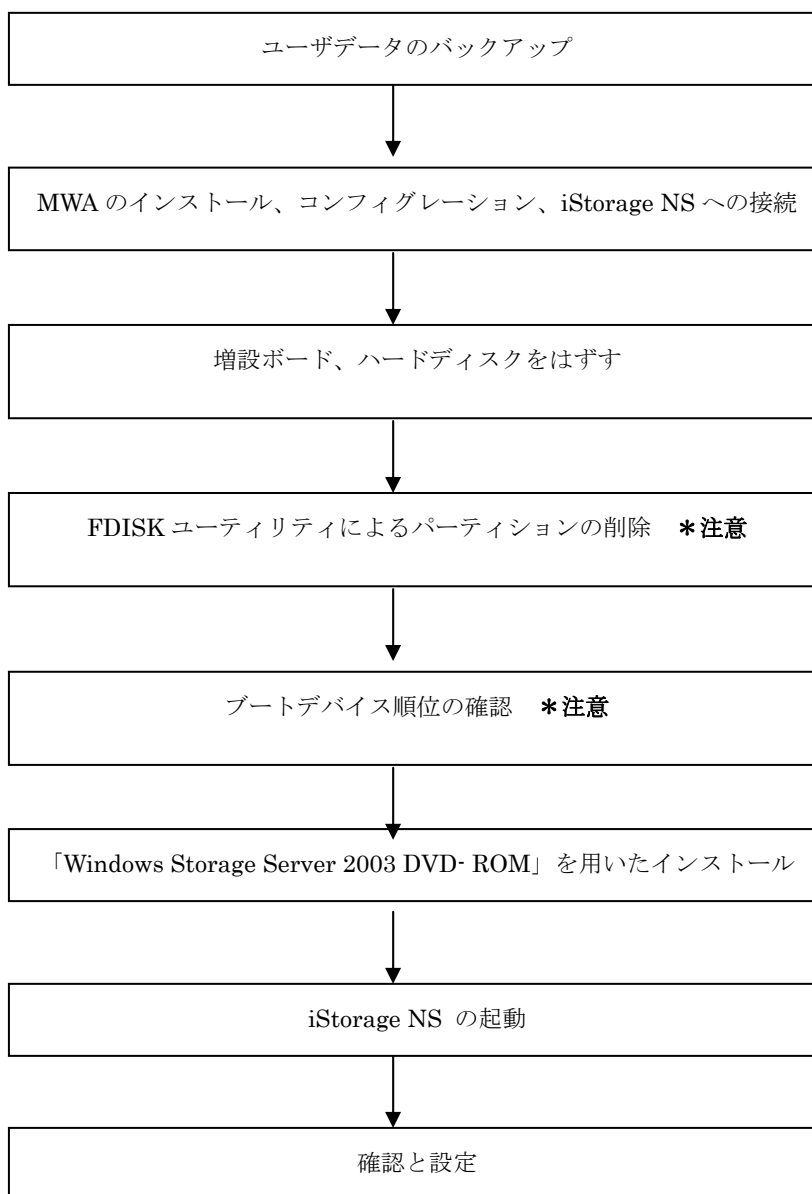 ユーザデータのバックアップ
MWA のインストール、コンフィグレーション、iStorage NS への接続
増設ボード、ハードディスクをはずす
FDISK ユーティリティによるパーティションの削除　＊注意
ブートデバイス順位の確認　＊注意
「Windows Storage Server 2003 DVD- ROM」を用いたインストール
iStorage NS の起動
確認と設定